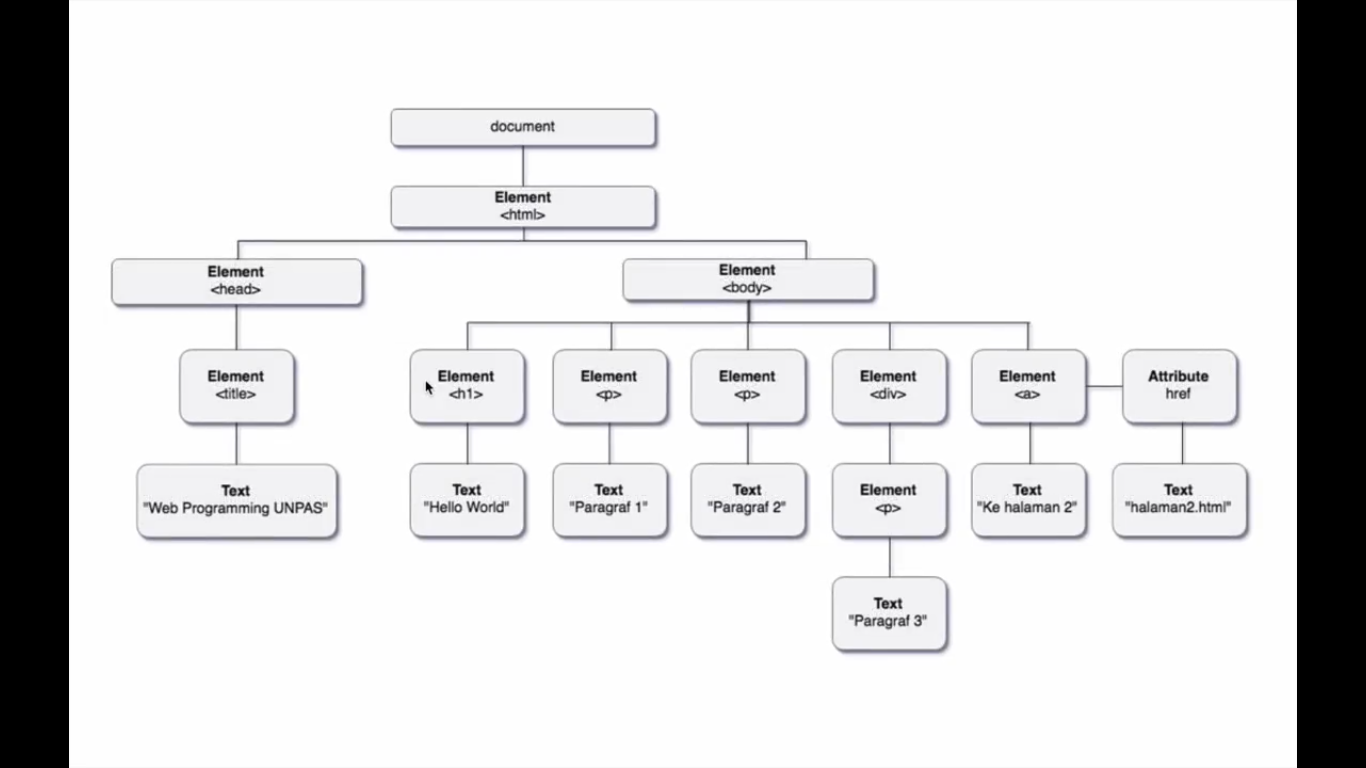 document
Element
<html>
Element
<head>
Element
<body>
Element
<title>
Element
<h1>
Element
<p>
Element
<p>
Element
<div>
Element
<a>
Attribute
href
Text
"Web Programming UNPAS"
Text
"Hello World"
Text
"Paragraf 1"
Text
"Paragraf 2"
Element
<p>
Text
"Ke halaman 2"
Text
"halaman2.html"
Text
"Paragraf 3"